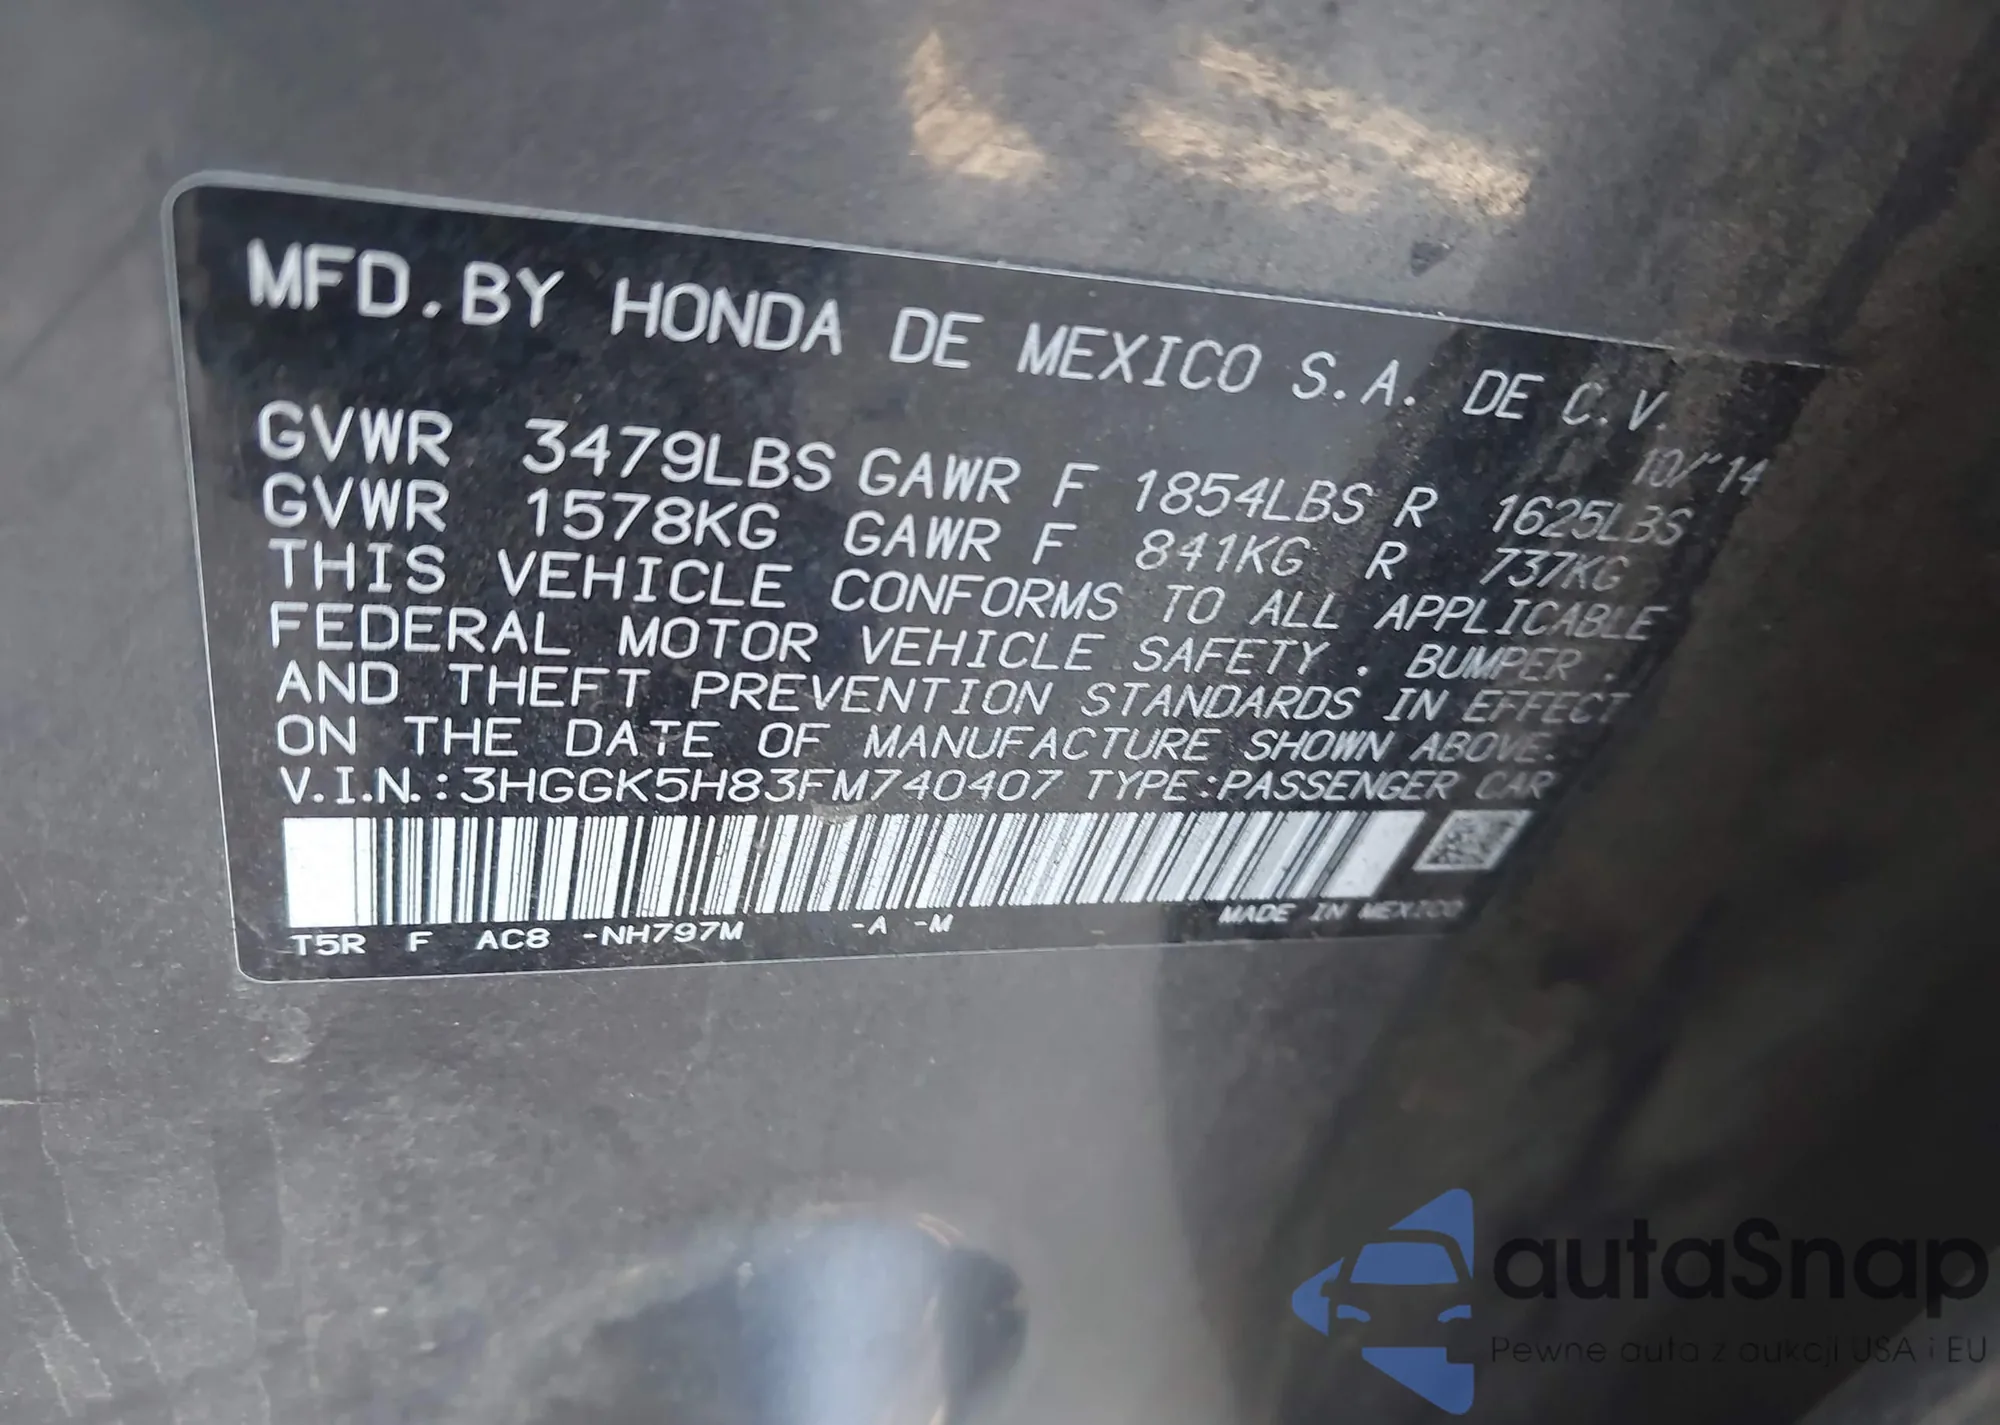 MFD.BY HONDA DE MEXICO S.A. DE C.V.
10/'14
GVWR 3479LBS GAWR F 1854LBS R 1625LBS
GVWR 1578KG GAWR F 841KG R 737KG
THIS VEHICLE CONFORMS TO ALL APPLICABLE
FEDERAL MOTOR VEHICLE SAFETY . BUMPER .
AND THEFT PREVENTION STANDARDS IN EFFECT
ON THE DATE OF MANUFACTURE SHOWN ABOVE.
V.I.N.:3HGGK5H83FM740407 TYPE:PASSENGER CAR
MADE IN MEXICO
T5R F AC8 -NH797M -A -M
autaSnap
Pewne auta z aukcji USA i EU